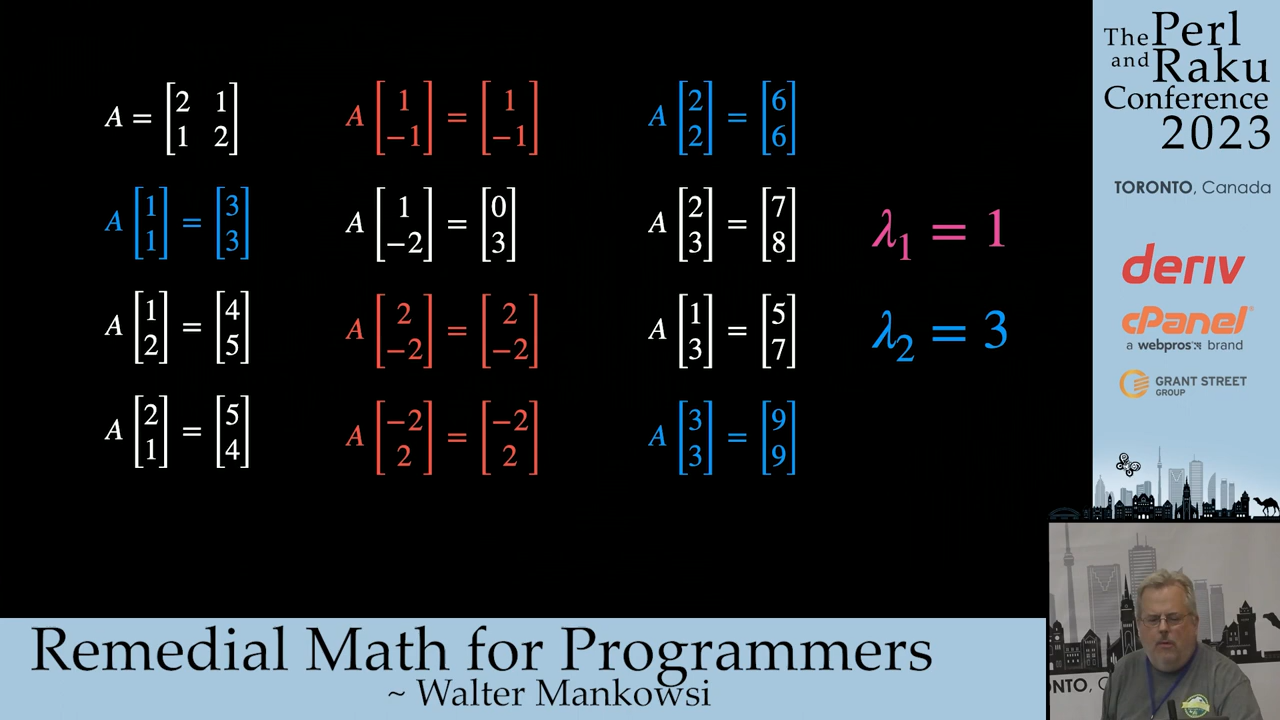 A = [2 1; 1 2]
A [1; 1] = [3; 3]
A [1; 2] = [4; 5]
A [2; 1] = [5; 4]
A [1; −1] = [1; −1]
A [1; −2] = [0; 3]
A [2; −2] = [2; −2]
A [−2; 2] = [−2; 2]
A [2; 2] = [6; 6]
A [2; 3] = [7; 8]
A [1; 3] = [5; 7]
A [3; 3] = [9; 9]
λ₁ = 1
λ₂ = 3
The Perl
and Raku
Conference
2023
TORONTO, Canada
deriv
cPanel®
a webpros brand
GRANT STREET
GROUP
Remedial Math for Programmers
~ Walter Mankowsi